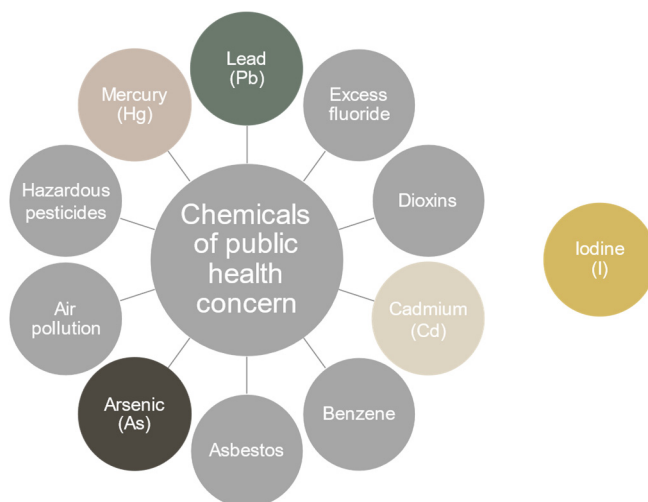 Chemicals
of public
health
concern
Lead
(Pb)
Excess
fluoride
Dioxins
Cadmium
(Cd)
Benzene
Asbestos
Arsenic
(As)
Air
pollution
Hazardous
pesticides
Mercury
(Hg)
Iodine
(I)